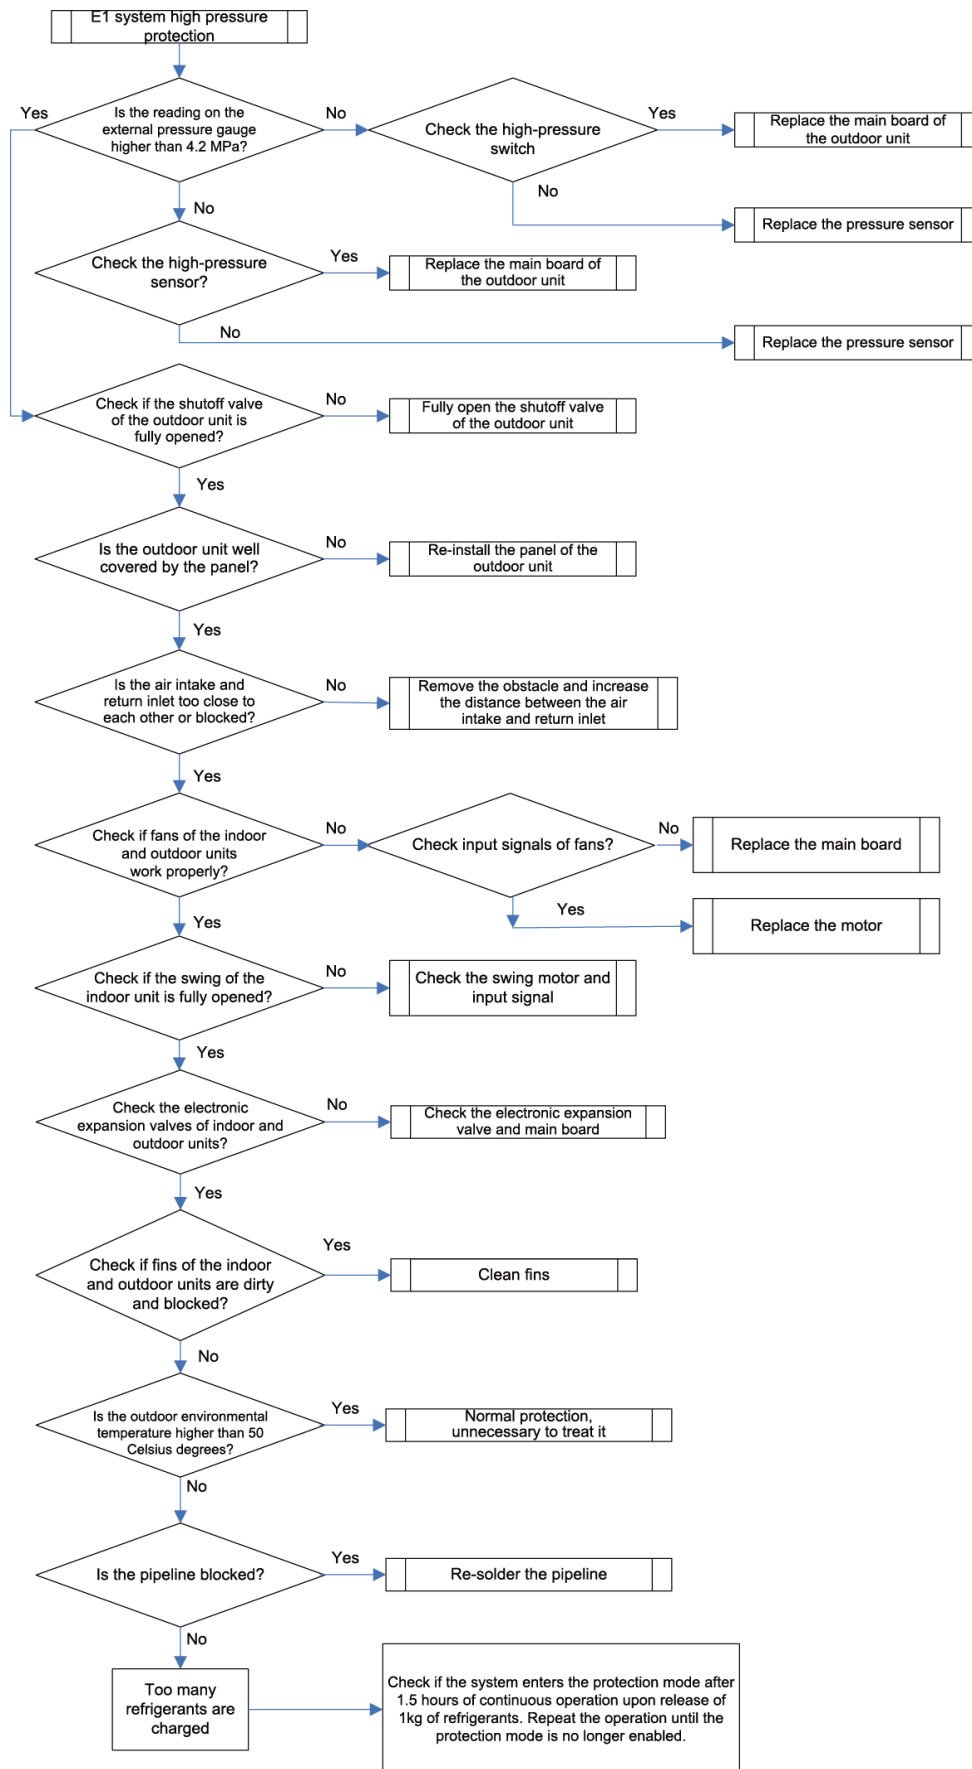 E1 system high pressure
protection
Yes
Is the reading on the
external pressure gauge
higher than 4.2 MPa?
No
Check the high-pressure
switch
Yes
Replace the main board of
the outdoor unit
No
Replace the pressure sensor
No
Check the high-pressure
sensor?
Yes
Replace the main board of
the outdoor unit
No
Replace the pressure sensor
Check if the shutoff valve
of the outdoor unit is
fully opened?
No
Fully open the shutoff valve
of the outdoor unit
Yes
Is the outdoor unit well
covered by the panel?
No
Re-install the panel of the
outdoor unit
Yes
Is the air intake and
return inlet too close to
each other or blocked?
No
Remove the obstacle and increase
the distance between the air
intake and return inlet
Yes
Check if fans of the indoor
and outdoor units
work properly?
No
Check input signals of fans?
No
Replace the main board
Yes
Replace the motor
Yes
Check if the swing of the
indoor unit is fully opened?
No
Check the swing motor and
input signal
Yes
Check the electronic
expansion valves of indoor and
outdoor units?
No
Check the electronic expansion
valve and main board
Yes
Check if fins of the indoor
and outdoor units are dirty
and blocked?
Yes
Clean fins
No
Is the outdoor environmental
temperature higher than 50
Celsius degrees?
Yes
Normal protection,
unnecessary to treat it
No
Is the pipeline blocked?
Yes
Re-solder the pipeline
No
Too many
refrigerants are
charged
Check if the system enters the protection mode after
1.5 hours of continuous operation upon release of
1kg of refrigerants. Repeat the operation until the
protection mode is no longer enabled.